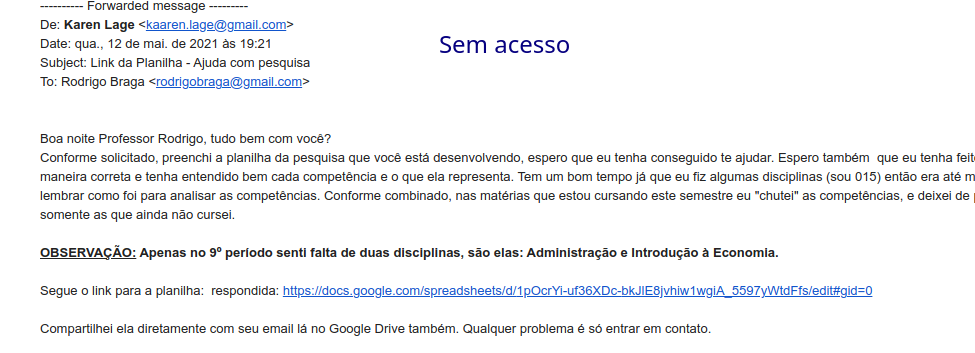 ---------- Forwarded message ---------
De: Karen Lage <kaaren.lage@gmail.com>
Date: qua., 12 de mai. de 2021 às 19:21
Sem acesso
Subject: Link da Planilha - Ajuda com pesquisa
To: Rodrigo Braga <rodrigobraga@gmail.com>
Boa noite Professor Rodrigo, tudo bem com você?
Conforme solicitado, preenchi a planilha da pesquisa que você está desenvolvendo, espero que eu tenha conseguido te ajudar. Espero também que eu tenha feit
maneira correta e tenha entendido bem cada competência e o que ela representa. Tem um bom tempo já que eu fiz algumas disciplinas (sou 015) então era até m
lembrar como foi para analisar as competências. Conforme combinado, nas matérias que estou cursando este semestre eu "chutei" as competências, e deixei de
somente as que ainda não cursei.
OBSERVAÇÃO: Apenas no 9º período senti falta de duas disciplinas, são elas: Administração e Introdução à Economia.
Segue o link para a planilha: respondida: https://docs.google.com/spreadsheets/d/1pOcrYi-uf36XDc-bkJlE8jvhiw1wgiA_5597yWtdFfs/edit#gid=0
Compartilhei ela diretamente com seu email lá no Google Drive também. Qualquer problema é só entrar em contato.